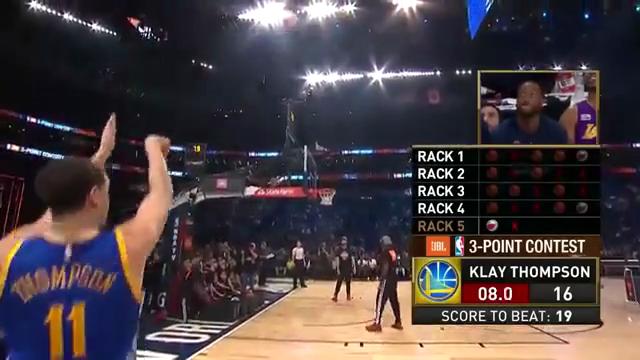 RACK 1
RACK 2
RACK 3
RACK 4
RACK 5
JBL 3-POINT CONTEST
KLAY THOMPSON
08.0 16
SCORE TO BEAT: 19
THOMPSON
11